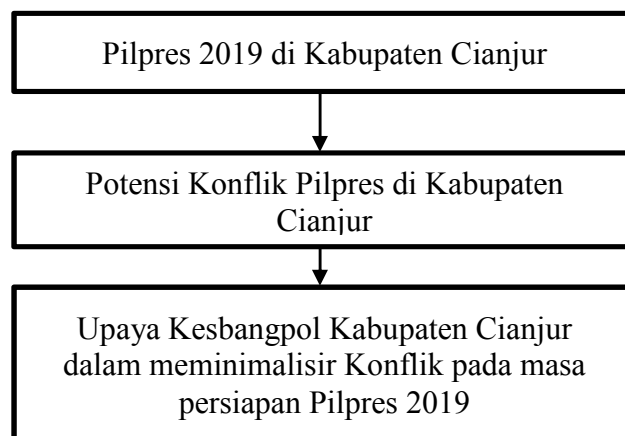 Pilpres 2019 di Kabupaten Cianjur
Potensi Konflik Pilpres di Kabupaten
Cianjur
Upaya Kesbangpol Kabupaten Cianjur
dalam meminimalisir Konflik pada masa
persiapan Pilpres 2019